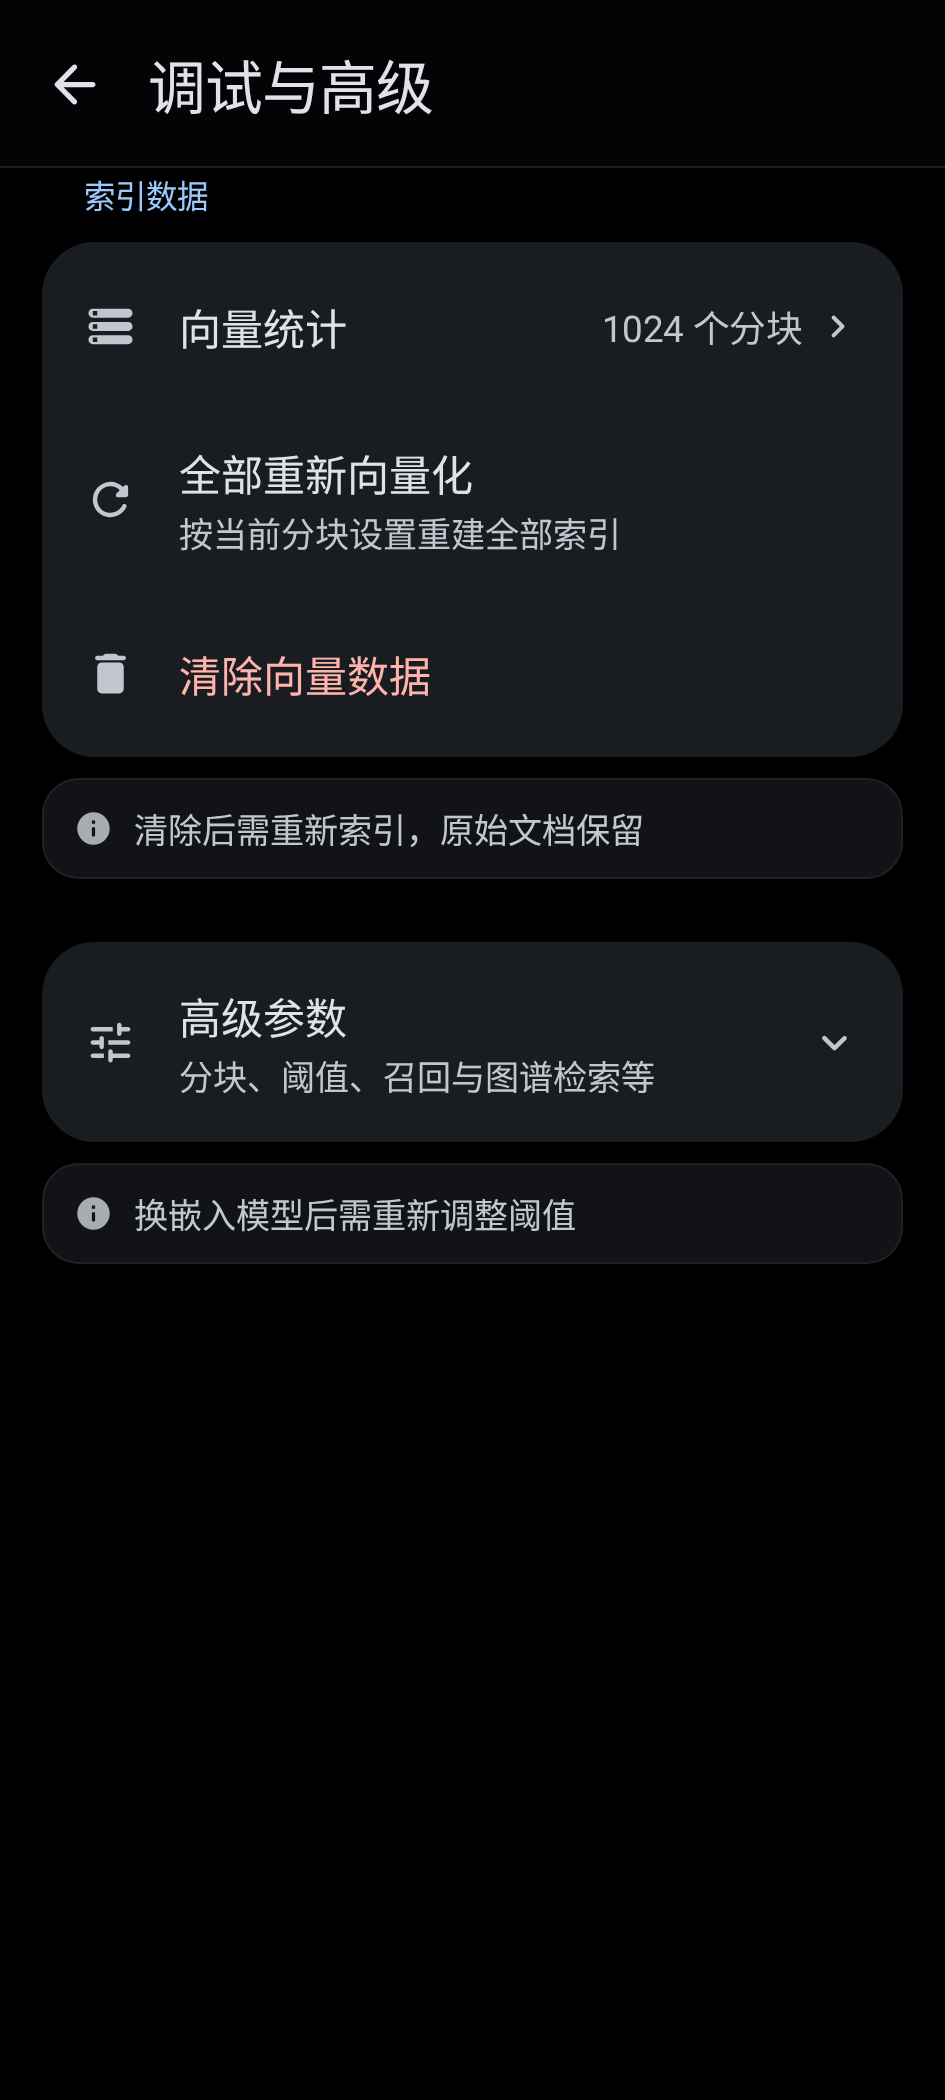 调试与高级
索引数据
向量统计
1024 个分块
全部重新向量化
按当前分块设置重建全部索引
清除向量数据
清除后需重新索引，原始文档保留
高级参数
分块、阈值、召回与图谱检索等
换嵌入模型后需重新调整阈值